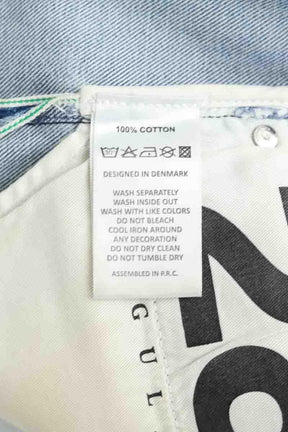 100% COTTON
DESIGNED IN DENMARK
WASH SEPARATELY
WASH INSIDE OUT
WASH WITH LIKE COLORS
DO NOT BLEACH
COOL IRON AROUND
ANY DECORATION
DO NOT DRY CLEAN
DO NOT TUMBLE DRY
ASSEMBLED IN P.R.C.
GUL